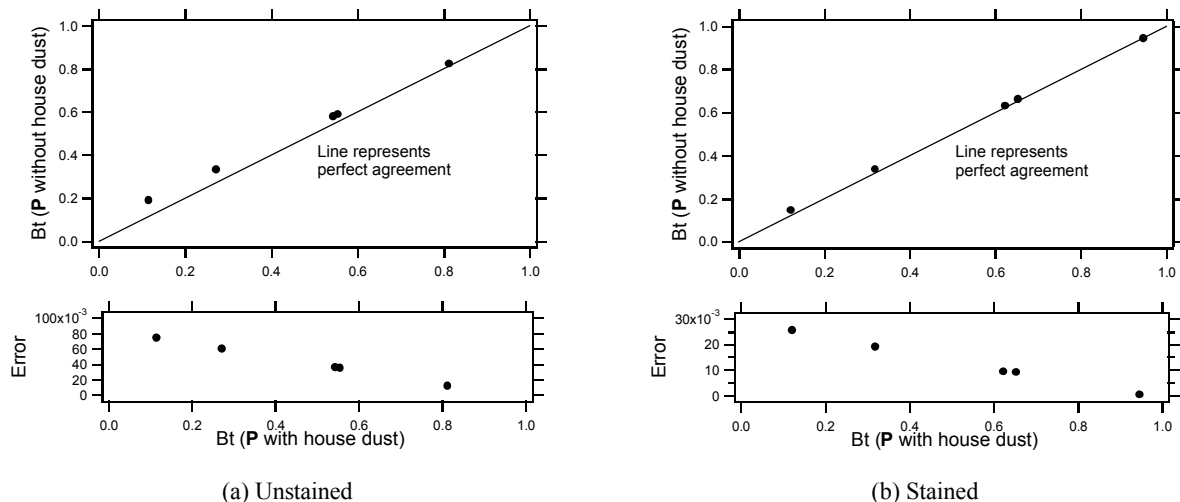 1.0
0.8
0.6
0.4
0.2
0.0
Bt (P without house dust)
Line represents
perfect agreement
0.0 0.2 0.4 0.6 0.8 1.0
100x10⁻³
80
60
40
20
0
Error
0.0 0.2 0.4 0.6 0.8 1.0
Bt (P with house dust)
(a) Unstained
1.0
0.8
0.6
0.4
0.2
0.0
Bt (P without house dust)
Line represents
perfect agreement
0.0 0.2 0.4 0.6 0.8 1.0
30x10⁻³
20
10
0
Error
0.0 0.2 0.4 0.6 0.8 1.0
Bt (P with house dust)
(b) Stained